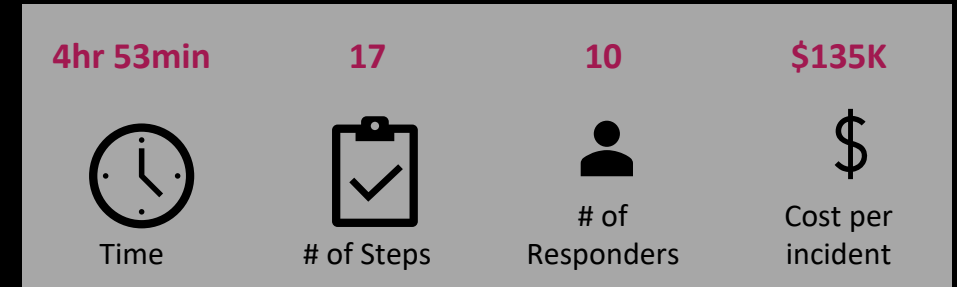 4hr 53min
17
10
$135K
$
Time
# of Steps
# of
Responders
Cost per
incident